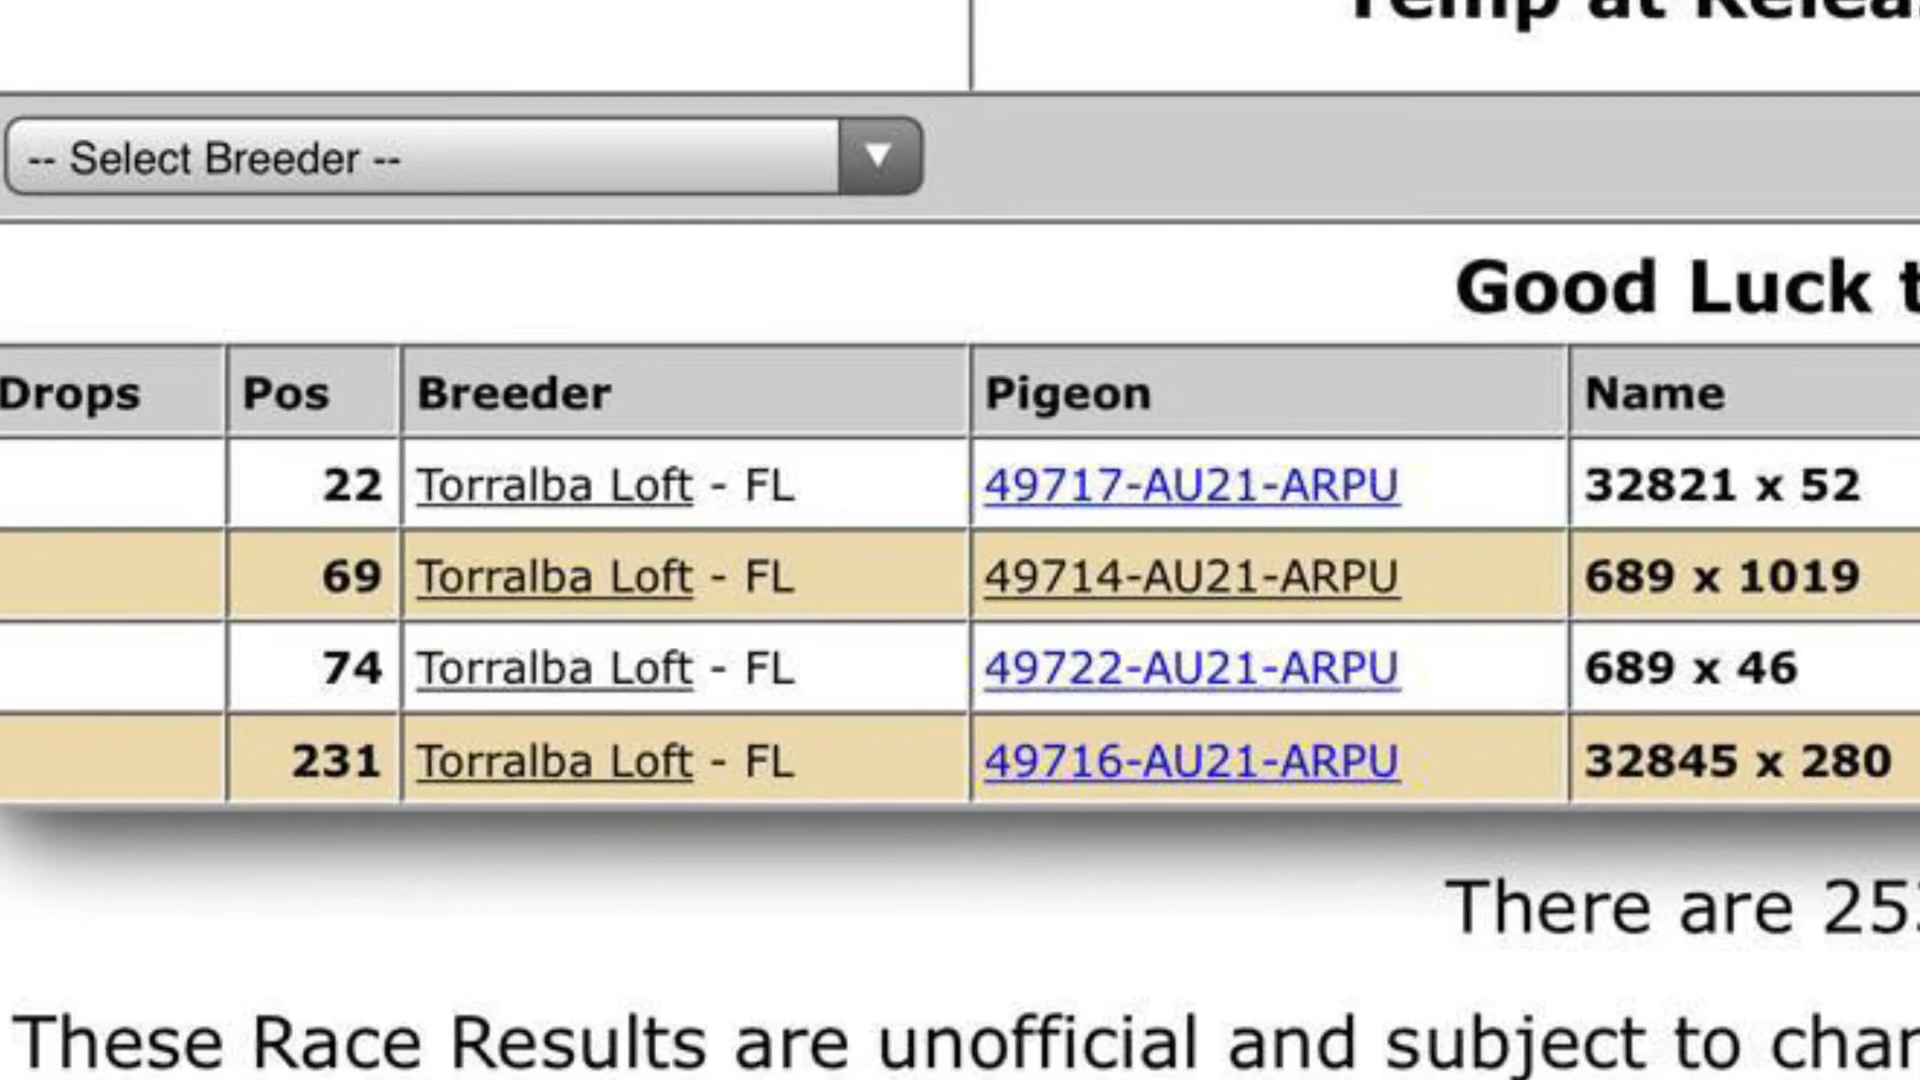 Temp at
-- Select Breeder --
Good Luck
Drops Pos Breeder Pigeon Name
22 Torralba Loft - FL 49717-AU21-ARPU 32821 x 52
69 Torralba Loft - FL 49714-AU21-ARPU 689 x 1019
74 Torralba Loft - FL 49722-AU21-ARPU 689 x 46
231 Torralba Loft - FL 49716-AU21-ARPU 32845 x 280
There are
These Race Results are unofficial and subject to